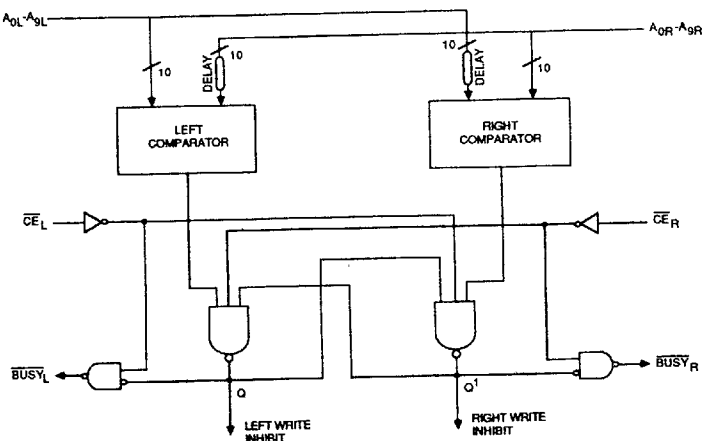 A0L-A9L
A0R-A9R
10
DELAY
10
10
DELAY
10
LEFT
COMPARATOR
RIGHT
COMPARATOR
CEL
CER
BUSYL
BUSYR
Q
Q1
LEFT WRITE
INHIBIT
RIGHT WRITE
INHIBIT